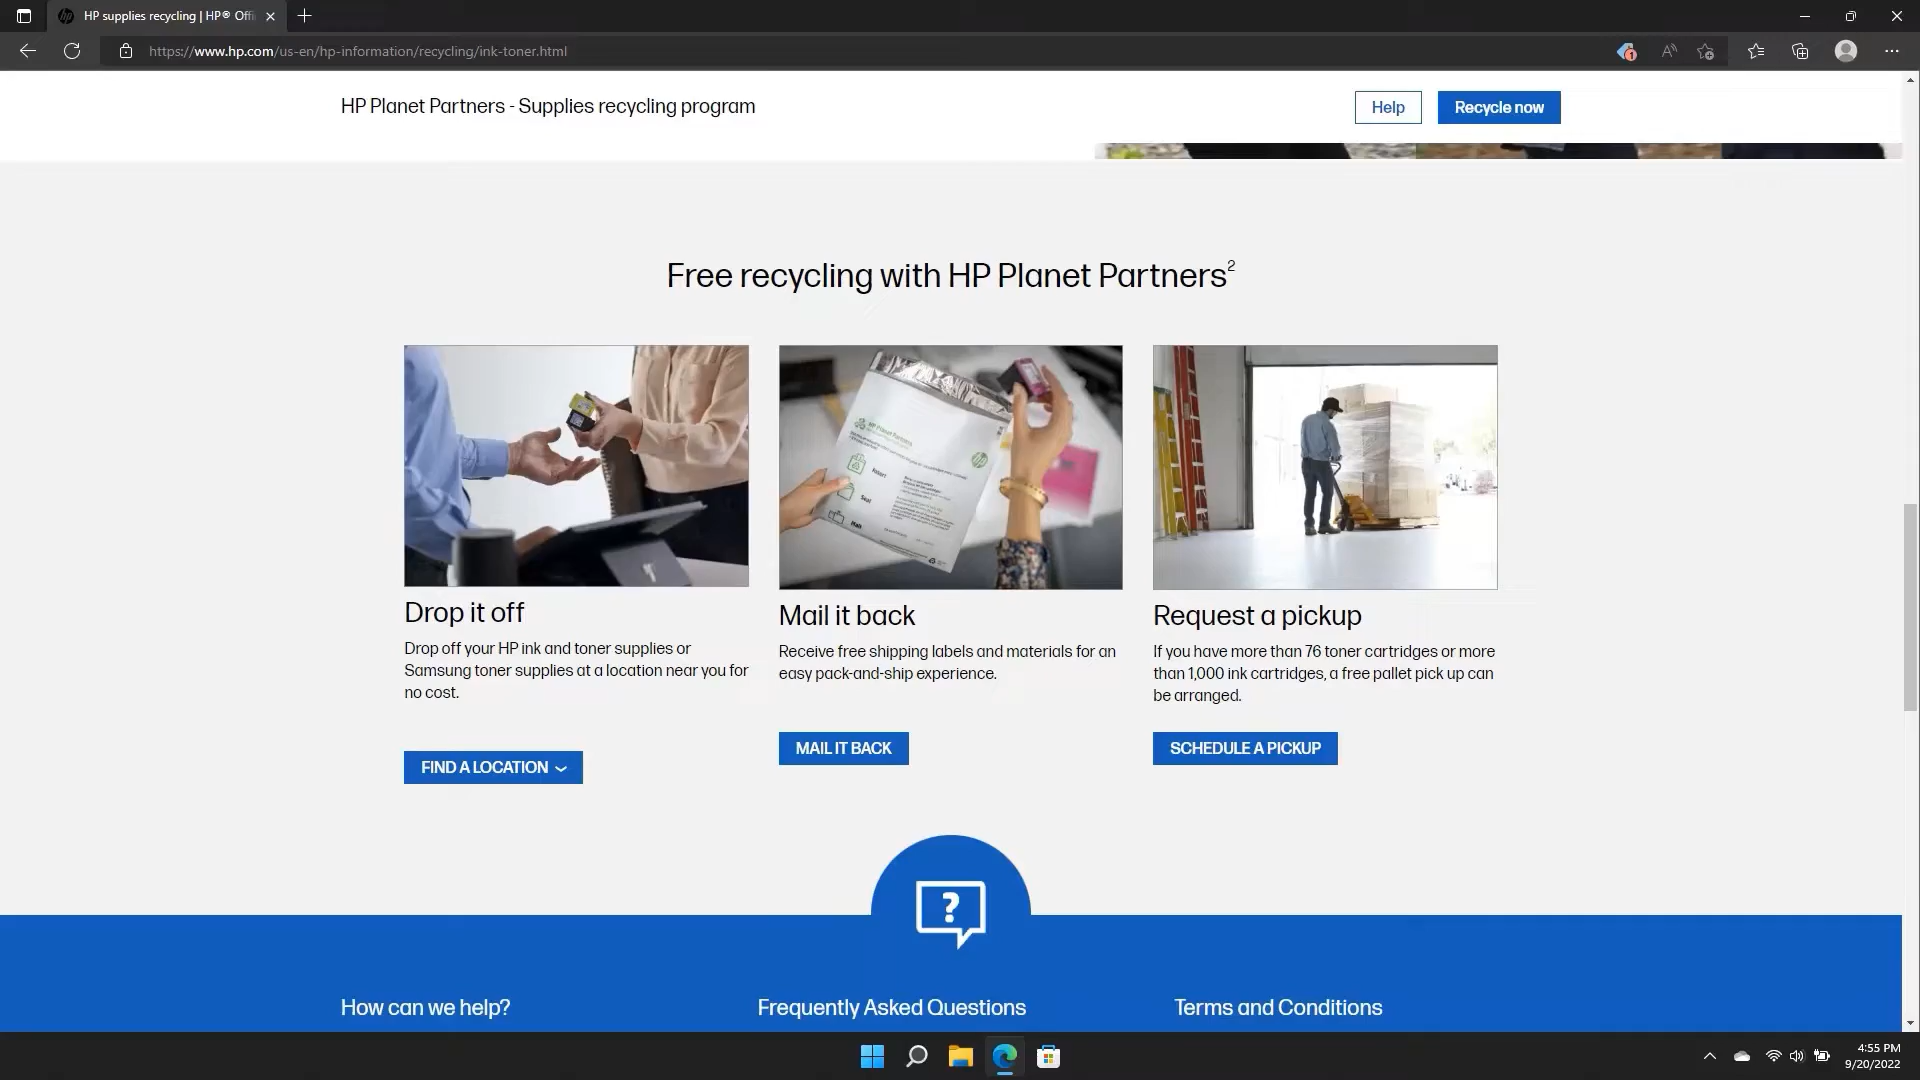 HP supplies recycling | HP® Offi
https://www.hp.com/us-en/hp-information/recycling/ink-toner.html
HP Planet Partners - Supplies recycling program
Help
Recycle now
Free recycling with HP Planet Partners2
HP Planet Partners
Seal
Mail
Drop it off
Drop off your HP ink and toner supplies or
Samsung toner supplies at a location near you for
no cost.
FIND A LOCATION
Mail it back
Receive free shipping labels and materials for an
easy pack-and-ship experience.
MAIL IT BACK
Request a pickup
If you have more than 76 toner cartridges or more
than 1,000 ink cartridges, a free pallet pick up can
be arranged.
SCHEDULE A PICKUP
?
How can we help?
Frequently Asked Questions
Terms and Conditions
4:55 PM
9/20/2022